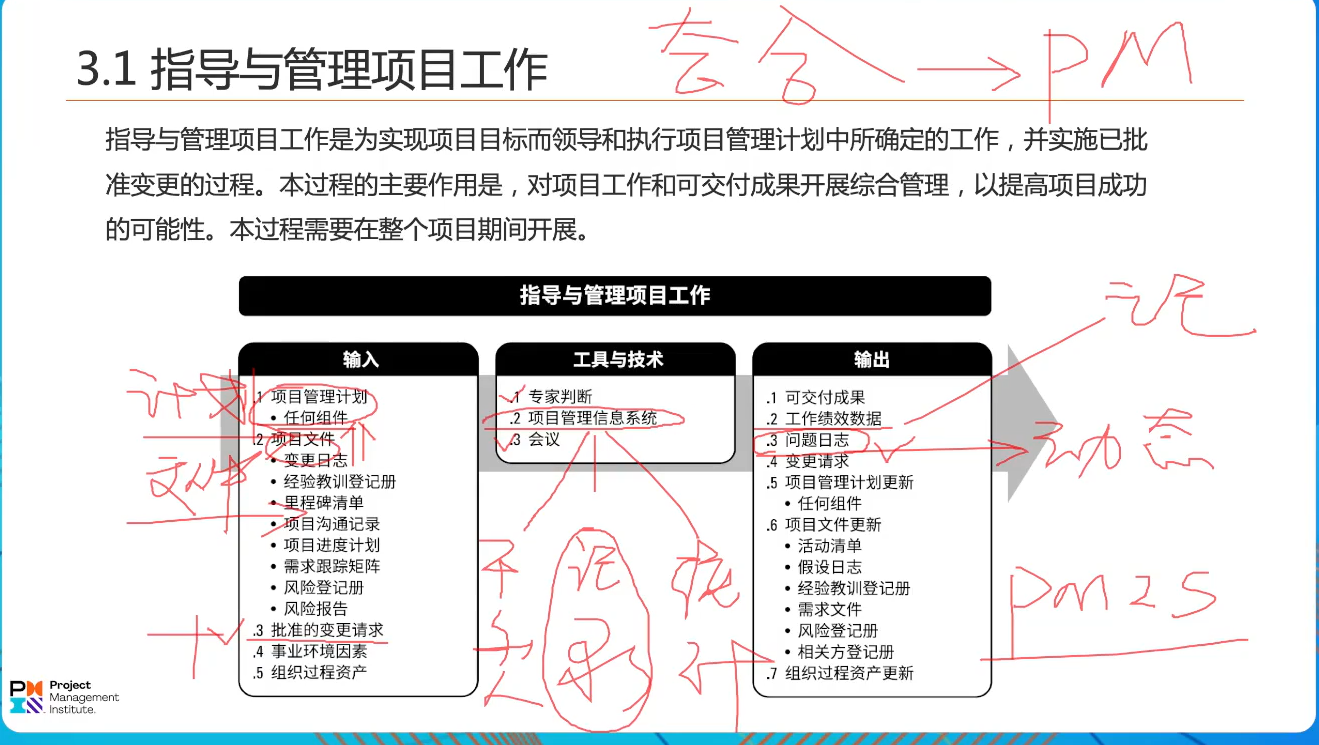 3.1 指导与管理项目工作
PM
指导与管理项目工作是为实现项目目标而领导和执行项目管理计划中所确定的工作，并实施已批
准变更的过程。本过程的主要作用是，对项目工作和可交付成果开展综合管理，以提高项目成功
的可能性。本过程需要在整个项目期间开展。
指导与管理项目工作
输入
.1 项目管理计划
• 任何组件
.2 项目文件
• 变更日志
• 经验教训登记册
• 里程碑清单
• 项目沟通记录
• 项目进度计划
• 需求跟踪矩阵
• 风险登记册
• 风险报告
.3 批准的变更请求
.4 事业环境因素
.5 组织过程资产
计划
文件
工具与技术
.1 专家判断
.2 项目管理信息系统
.3 会议
输出
.1 可交付成果
.2 工作绩效数据
.3 问题日志
.4 变更请求
.5 项目管理计划更新
• 任何组件
.6 项目文件更新
• 活动清单
• 假设日志
• 经验教训登记册
• 需求文件
• 风险登记册
• 相关方登记册
.7 组织过程资产更新
动态
PM25
Project
Management
Institute.